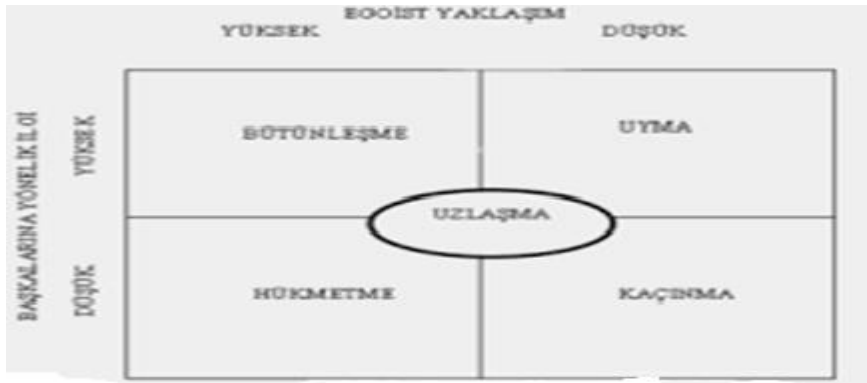 EGOİST YAKLAŞIM
YÜKSEK DÜŞÜK
BAŞKALARINA YÖNELİK İLGİ
YÜKSEK
BÜTÜNLEŞME UYMA
UZLAŞMA
DÜŞÜK
HÜKMETME KAÇINMA